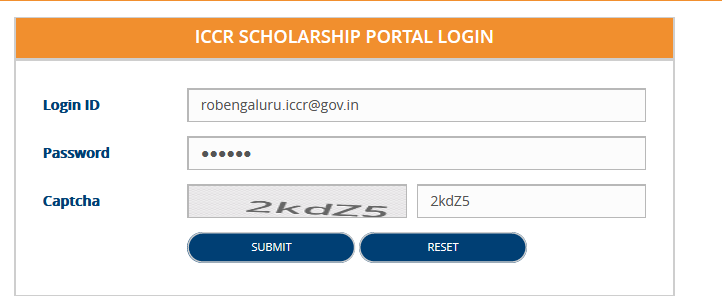 ICCR SCHOLARSHIP PORTAL LOGIN
Login ID robengaluru.iccr@gov.in
Password ••••••
Captcha 2kdZ5 2kdZ5
SUBMIT RESET